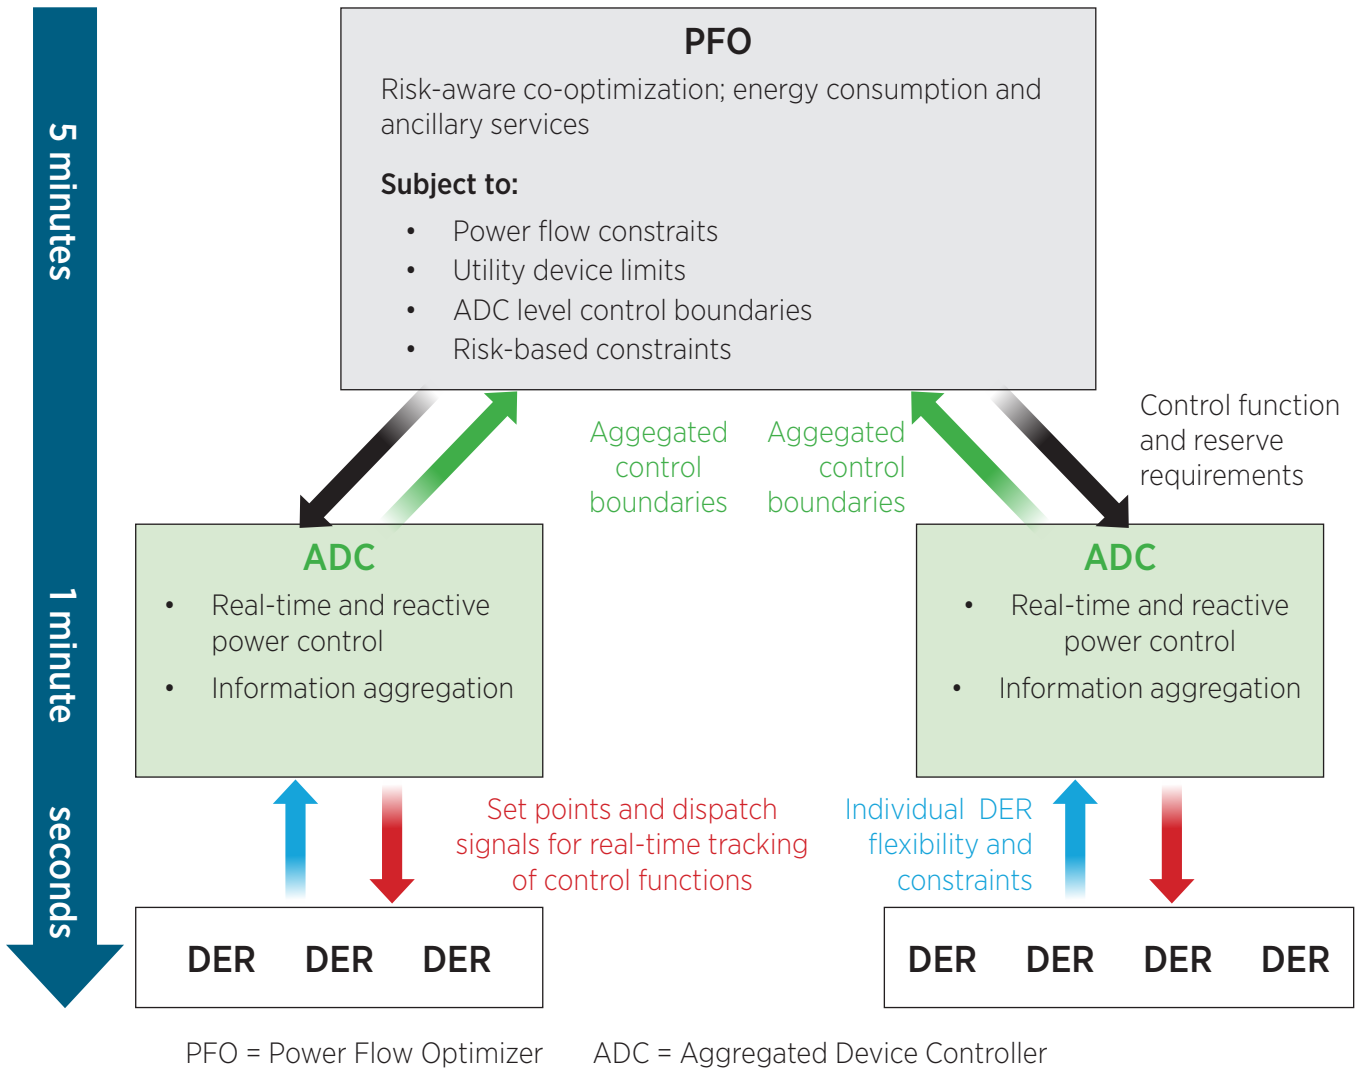 PFO
Risk-aware co-optimization; energy consumption and
ancillary services
Subject to:
• Power flow constraits
• Utility device limits
• ADC level control boundaries
• Risk-based constraints
5 minutes
1 minute
seconds
Aggegated
control
boundaries
Aggegated
control
boundaries
Control function
and reserve
requirements
ADC
• Real-time and reactive
power control
• Information aggregation
ADC
• Real-time and reactive
power control
• Information aggregation
Set points and dispatch
signals for real-time tracking
of control functions
Individual DER
flexibility and
constraints
DER DER DER
DER DER DER DER
PFO = Power Flow Optimizer ADC = Aggregated Device Controller